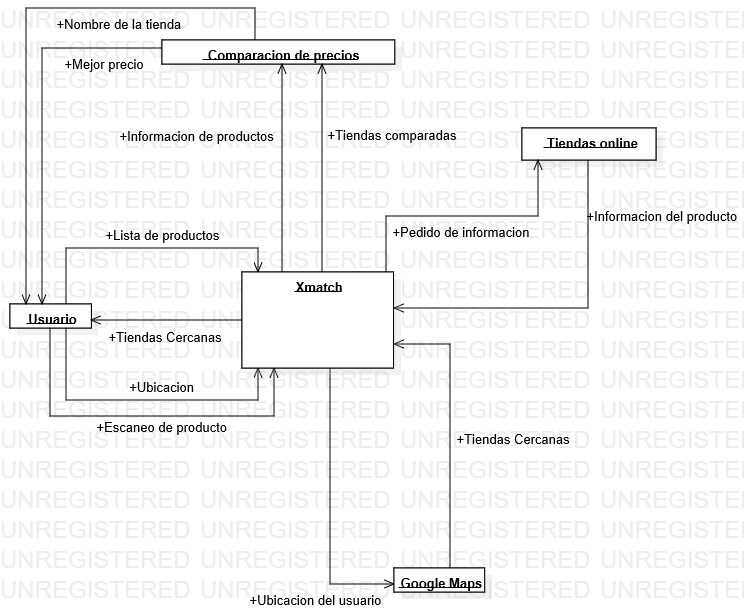 +Nombre de la tienda
Comparacion de precios
+Mejor precio
+Informacion de productos
+Tiendas comparadas
Tiendas online
+Informacion del producto
+Pedido de informacion
+Lista de productos
Xmatch
Usuario
+Tiendas Cercanas
+Ubicacion
+Escaneo de producto
+Tiendas Cercanas
Google Maps
+Ubicacion del usuario
UNREGISTERED